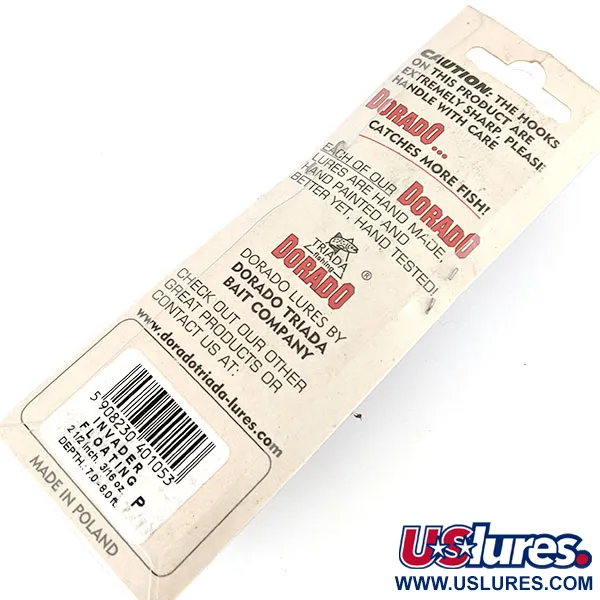 CAUTION: THE HOOKS
ON THIS PRODUCT ARE
EXTREMELY SHARP, PLEASE
HANDLE WITH CARE
DORADO...
CATCHES MORE FISH!
EACH OF OUR DORADO
LURES ARE HAND MADE,
HAND PAINTED AND
BETTER YET, HAND TESTED!
TRIADA
fishing
DORADO ®
DORADO LURES BY
DORADO TRIADA
BAIT COMPANY
CHECK OUT OUR OTHER
GREAT PRODUCTS OR
CONTACT US AT:
www.doradotriada-lures.com
5 908230 401053
INVADER
FLOATING
2 1/2 inch, 3/16 oz.
DEPTH.: 7.0-8.0 ft.
P
MADE IN POLAND
USlures.
WWW.USLURES.COM